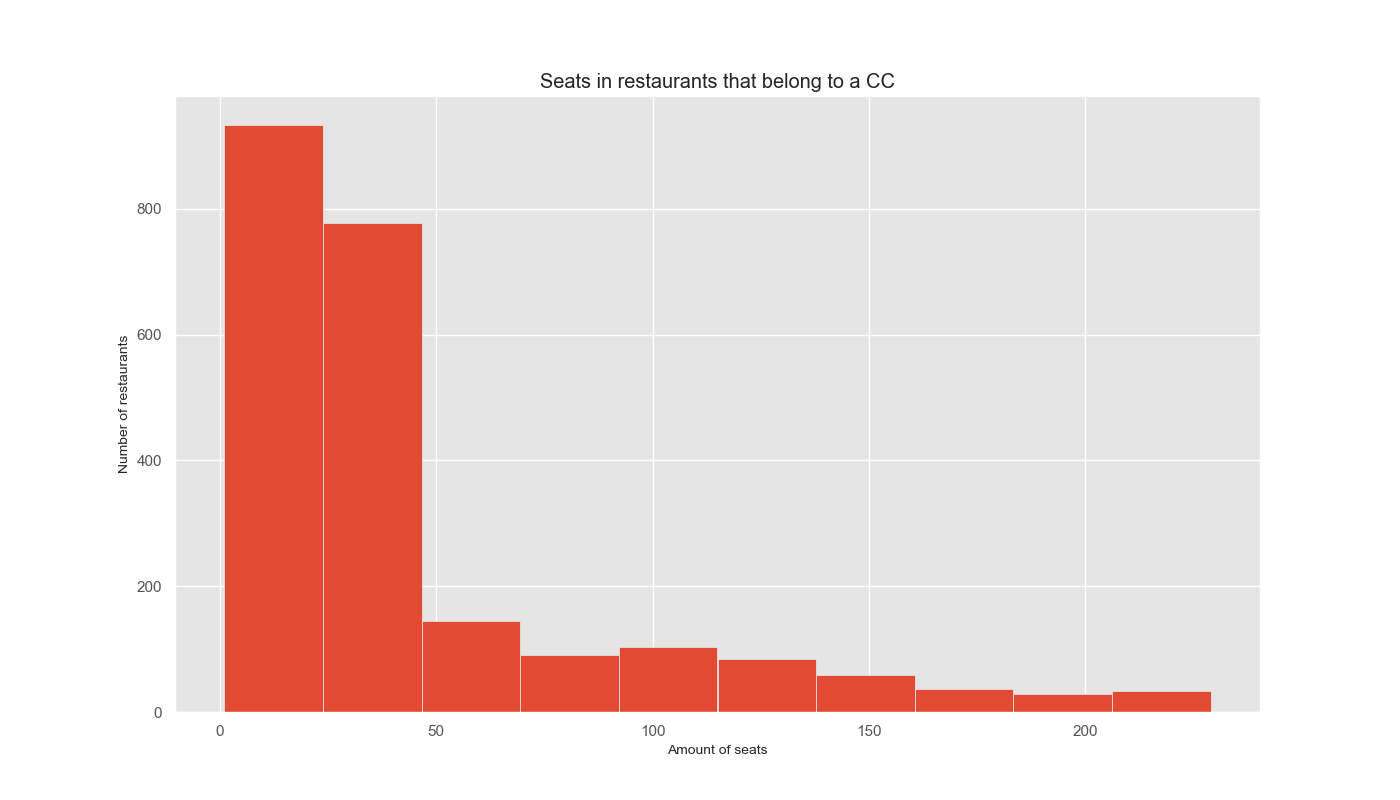 Seats in restaurants that belong to a CC
Number of restaurants
800
600
400
200
0
0 50 100 150 200
Amount of seats